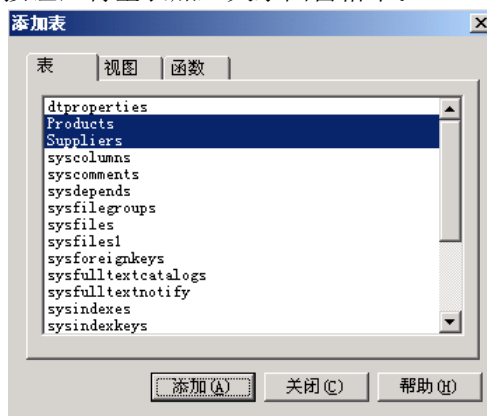 添加表
表 视图 函数
dtproperties
Products
Suppliers
syscolumns
syscomments
sysdepends
sysfilegroups
sysfiles
sysfiles1
sysforeignkeys
sysfulltextcatalogs
sysfulltextnotify
sysindexes
sysindexkeys
添加(A) 关闭(C) 帮助(H)